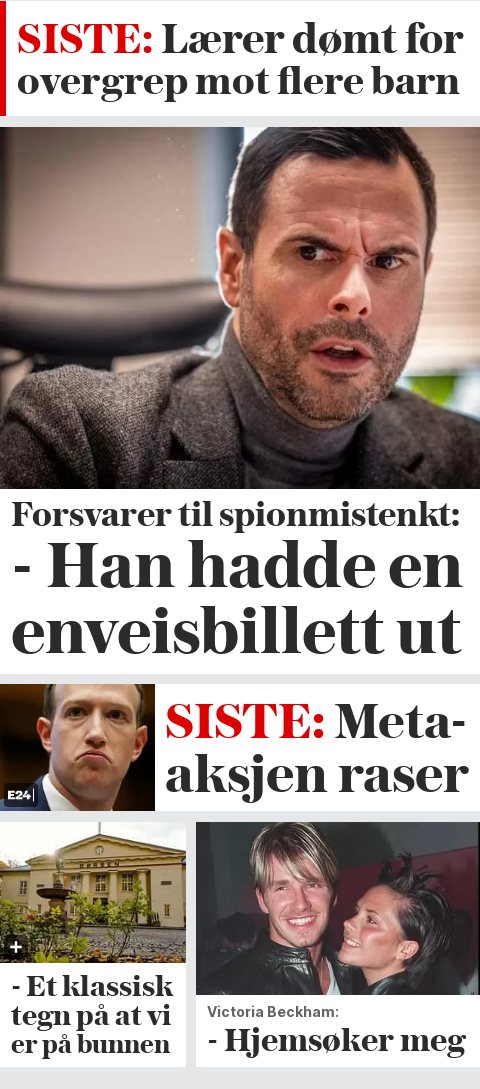 SISTE: Lærer dømt for
overgrep mot flere barn
Forsvarer til spionmistenkt:
- Han hadde en
enveisbillett ut
SISTE: Meta-
aksjen raser
E24
BØRSEN
- Et klassisk
tegn på at vi
er på bunnen
Victoria Beckham:
- Hjemsøker meg